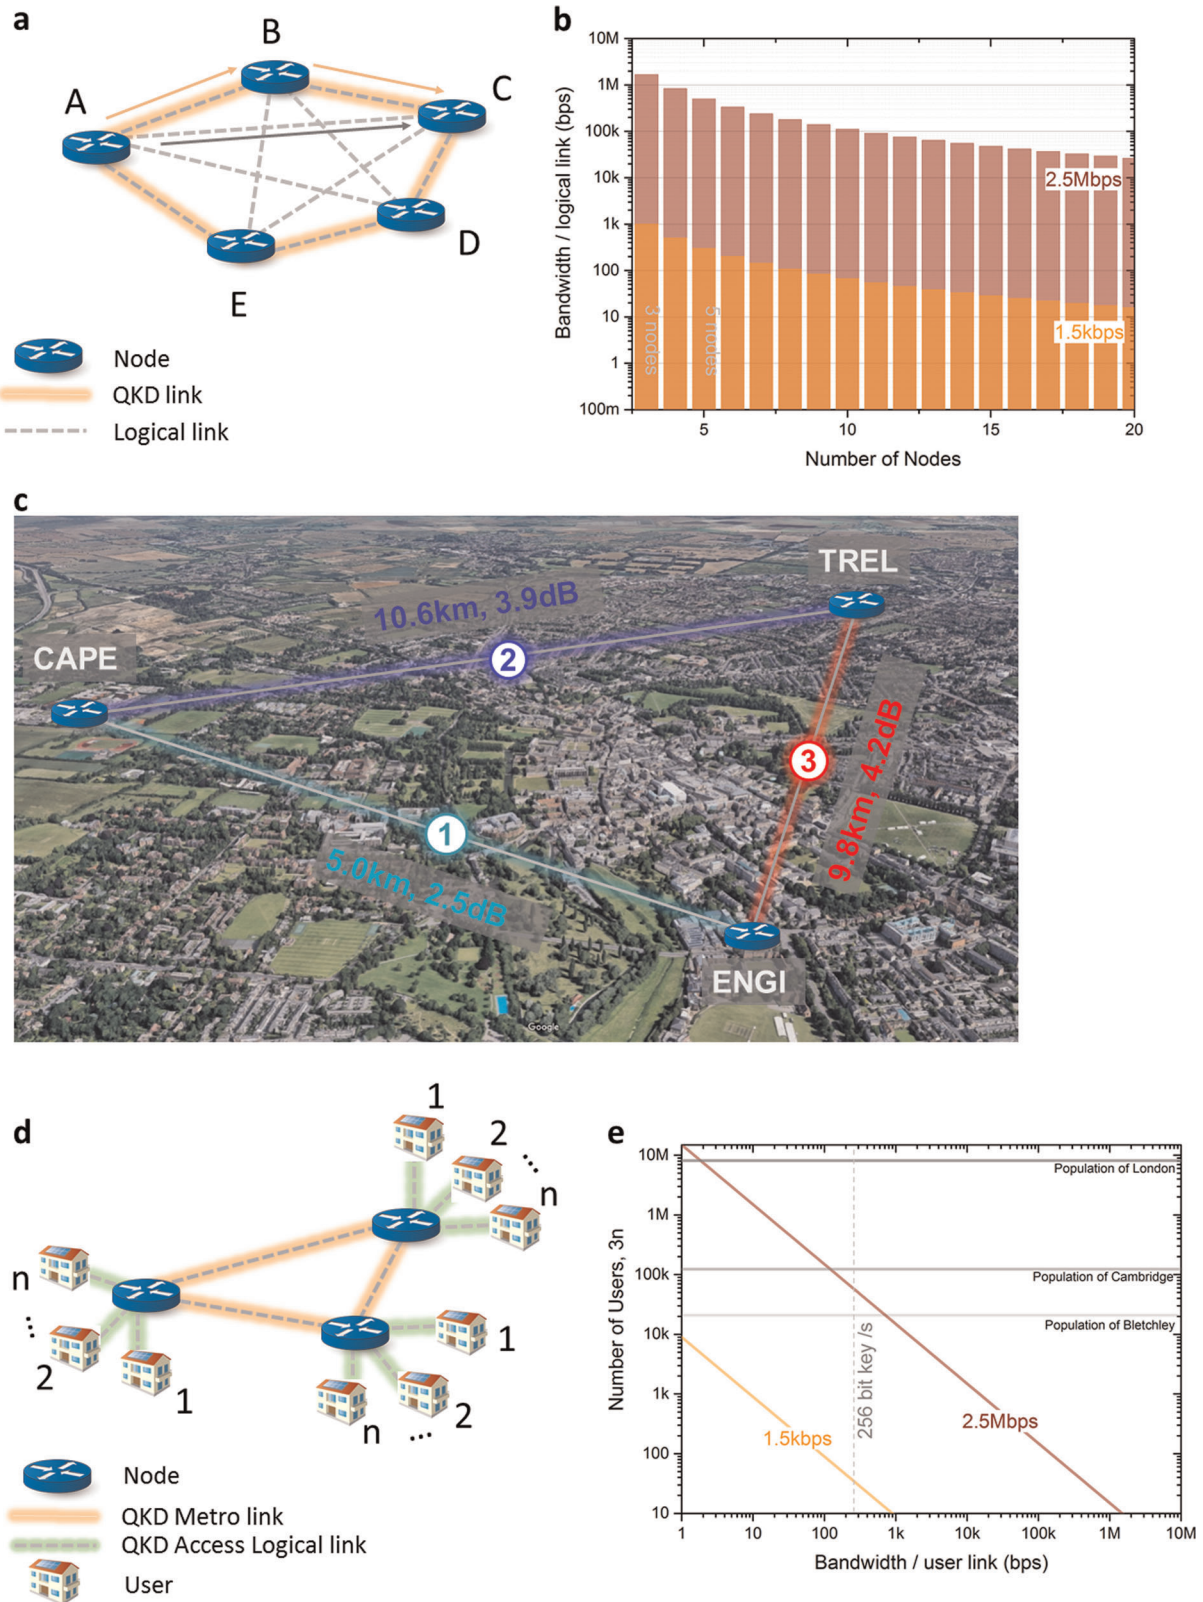 a
B
A
C
D
E
Node
QKD link
Logical link
b
Bandwidth / logical link (bps)
10M
1M
100k
10k
1k
100
10
1
100m
2.5Mbps
1.5kbps
3 nodes
5 nodes
5
10
15
20
Number of Nodes
c
TREL
10.6km, 3.9dB
CAPE
2
3
9.8km, 4.2dB
1
5.0km, 2.5dB
ENGI
Google
d
1
2
...
n
n
...
2
1
1
2
...
n
Node
QKD Metro link
QKD Access Logical link
User
e
Number of Users, 3n
10M
1M
100k
10k
1k
100
10
Population of London
Population of Cambridge
Population of Bletchley
256 bit key /s
2.5Mbps
1.5kbps
1
10
100
1k
10k
100k
1M
10M
Bandwidth / user link (bps)